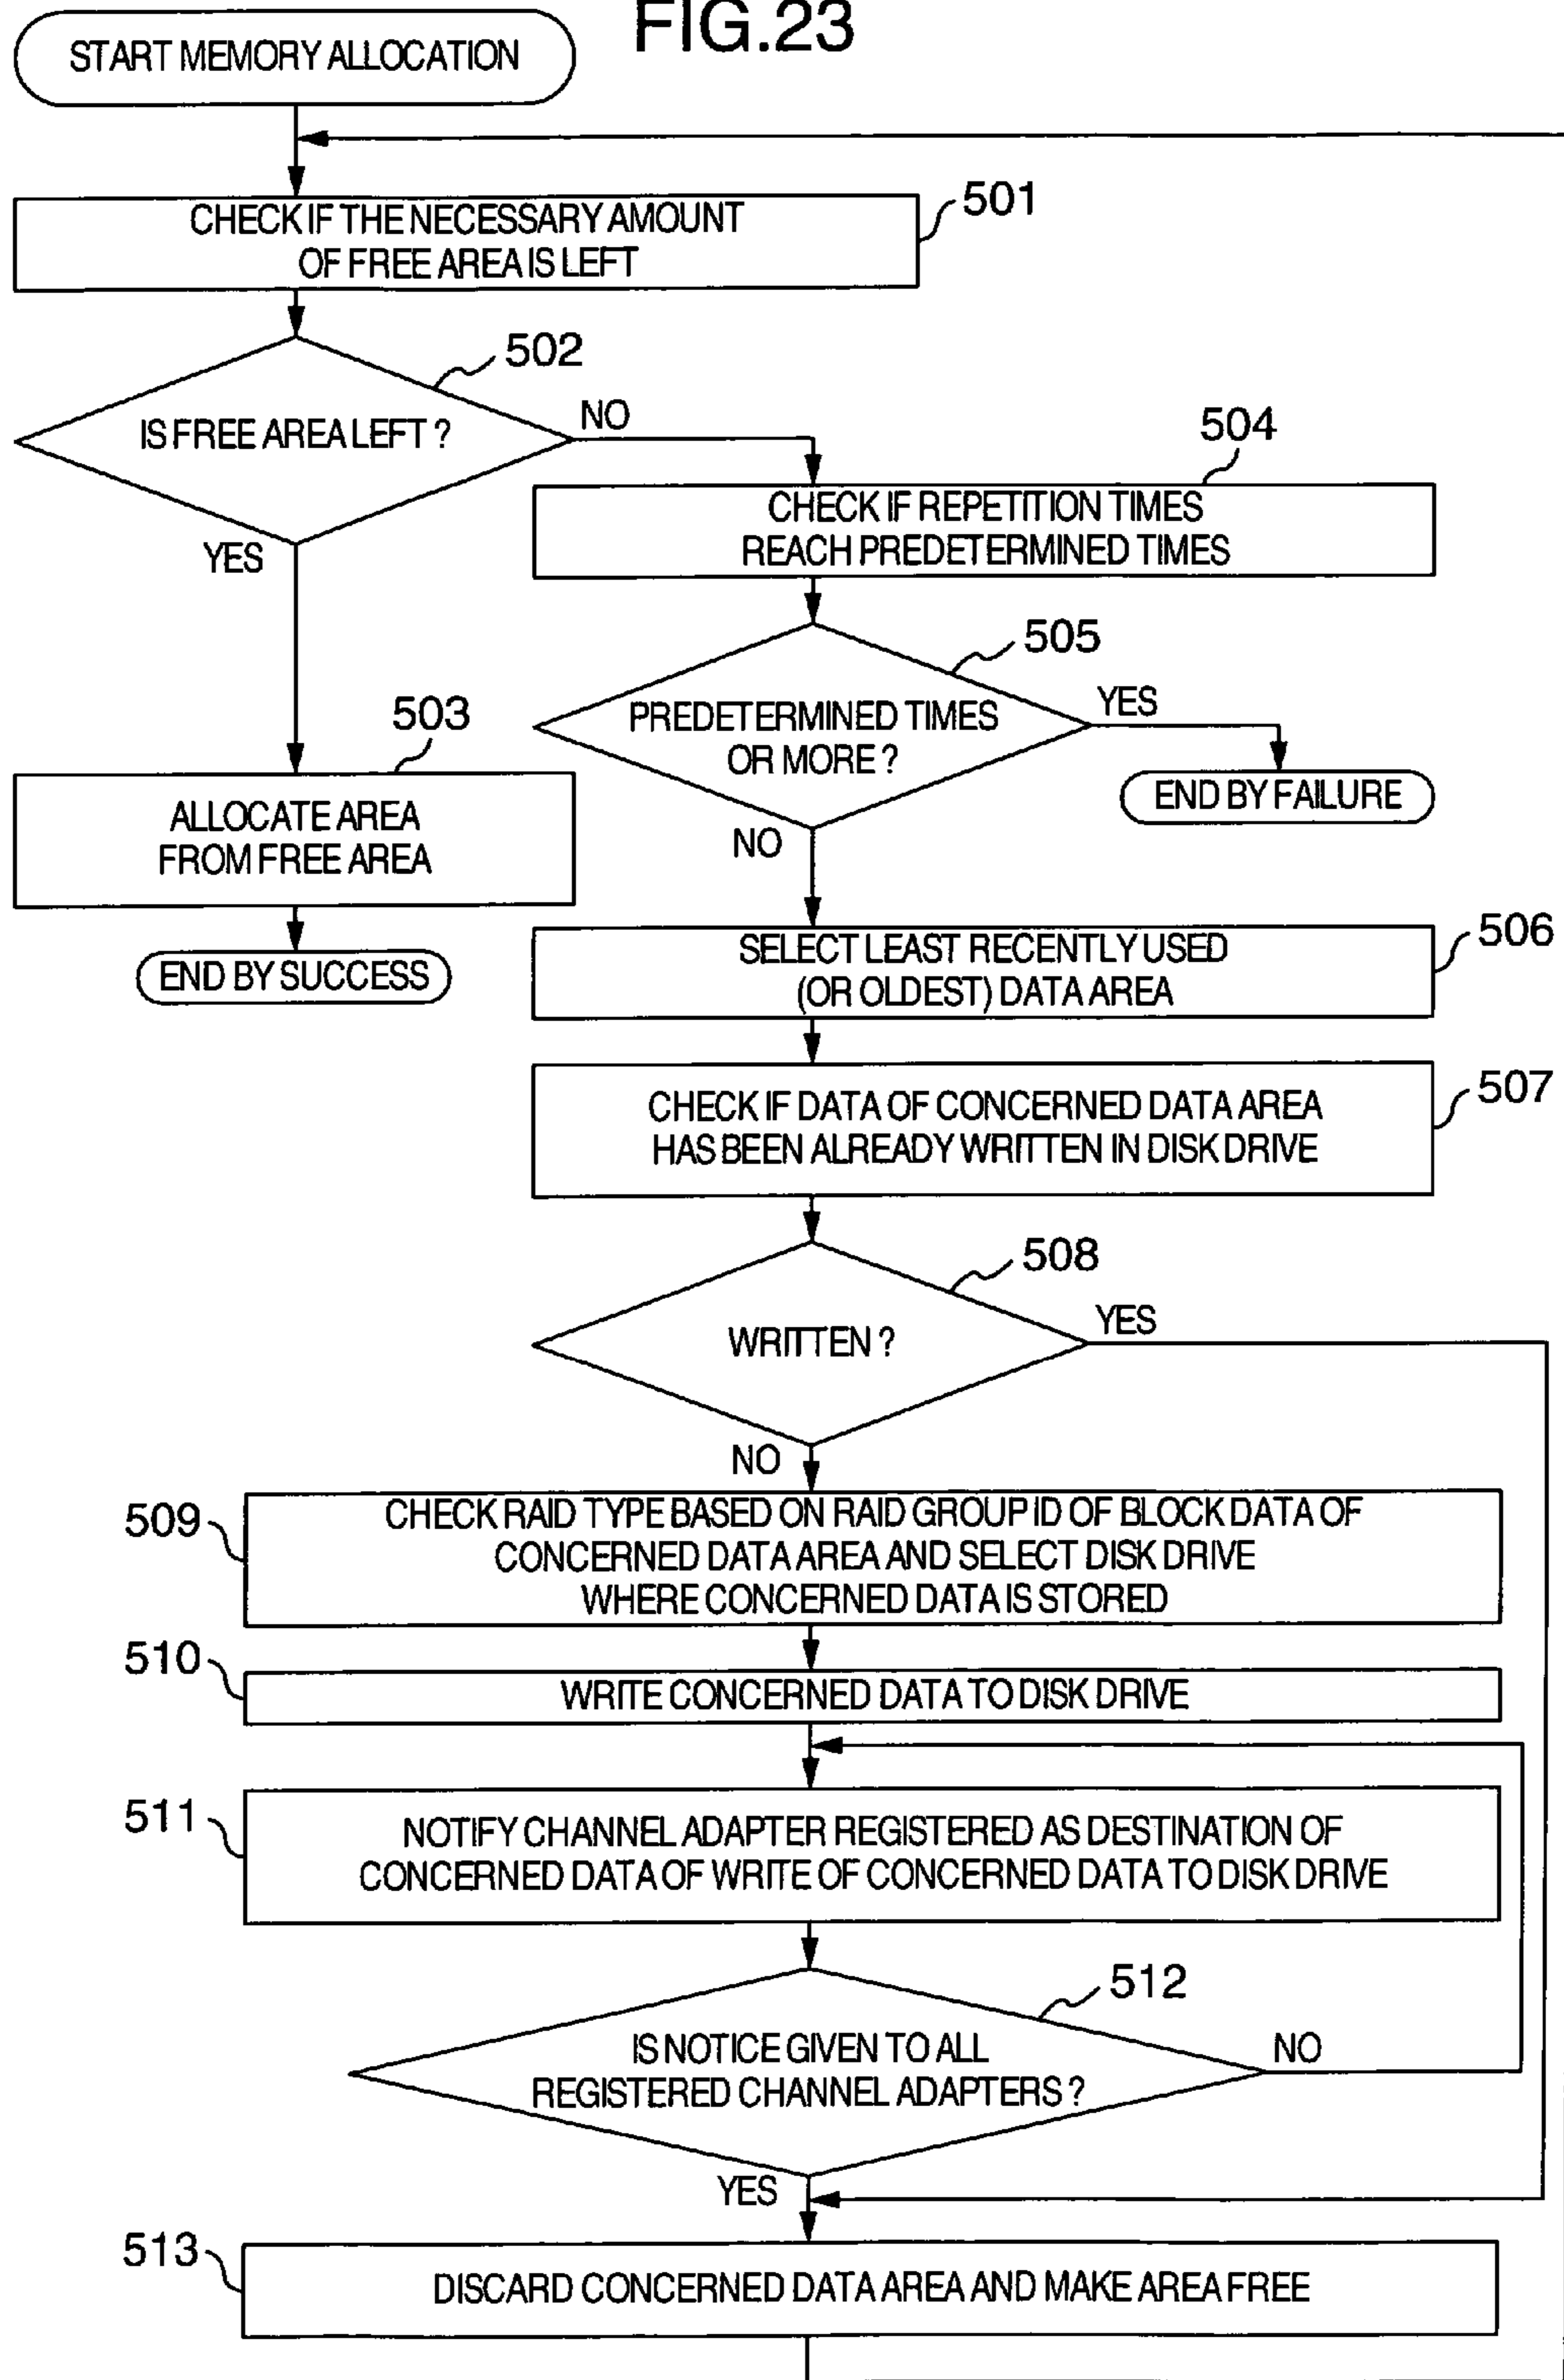 FIG.23
START MEMORY ALLOCATION
501
CHECK IF THE NECESSARY AMOUNT
OF FREE AREA IS LEFT
502
IS FREE AREA LEFT ?
NO
YES
504
CHECK IF REPETITION TIMES
REACH PREDETERMINED TIMES
505
PREDETERMINED TIMES
OR MORE ?
YES
NO
END BY FAILURE
503
ALLOCATE AREA
FROM FREE AREA
END BY SUCCESS
506
SELECT LEAST RECENTLY USED
(OR OLDEST) DATA AREA
507
CHECK IF DATA OF CONCERNED DATA AREA
HAS BEEN ALREADY WRITTEN IN DISK DRIVE
508
WRITTEN ?
YES
NO
509
CHECK RAID TYPE BASED ON RAID GROUP ID OF BLOCK DATA OF
CONCERNED DATA AREA AND SELECT DISK DRIVE
WHERE CONCERNED DATA IS STORED
510
WRITE CONCERNED DATA TO DISK DRIVE
511
NOTIFY CHANNEL ADAPTER REGISTERED AS DESTINATION OF
CONCERNED DATA OF WRITE OF CONCERNED DATA TO DISK DRIVE
512
IS NOTICE GIVEN TO ALL
REGISTERED CHANNEL ADAPTERS ?
NO
YES
513
DISCARD CONCERNED DATA AREA AND MAKE AREA FREE